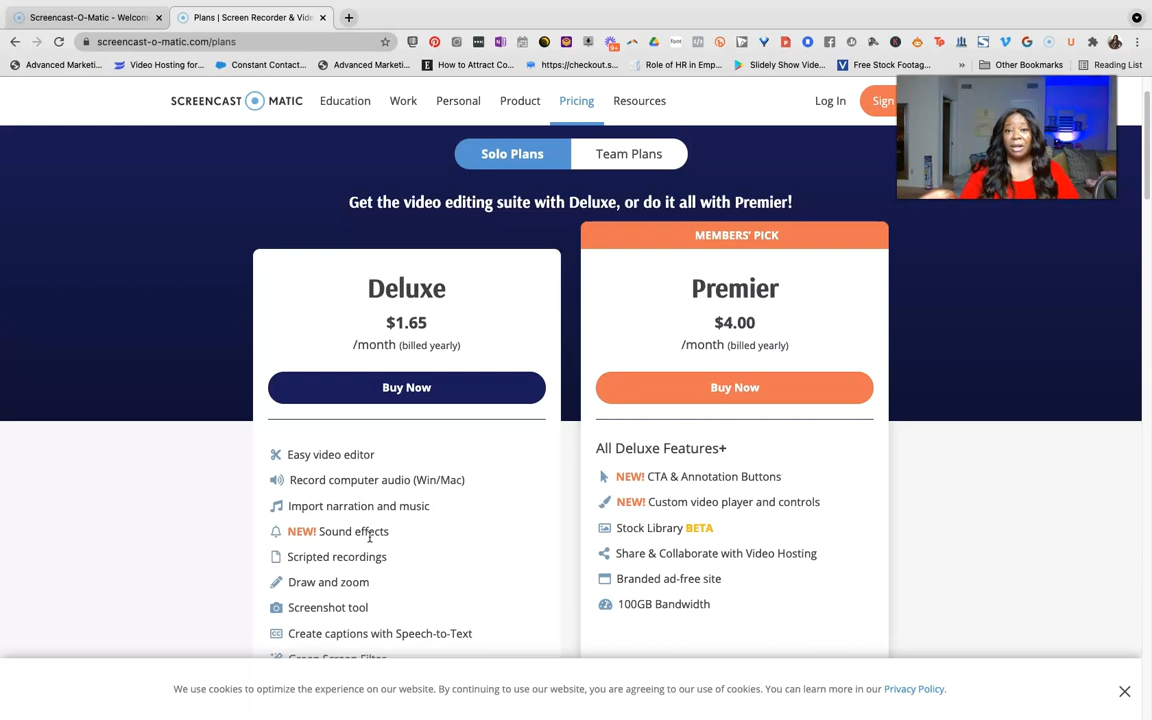 Screencast-O-Matic - Welcom
Plans | Screen Recorder & Vid
screencast-o-matic.com/plans
Advanced Marketi...
Video Hosting for...
Constant Contact...
Advanced Marketi...
How to Attract Co...
https://checkout.s...
Role of HR in Emp...
Slidely Show Vide...
Free Stock Footag...
»
Other Bookmarks
Reading List
SCREENCAST MATIC
Education
Work
Personal
Product
Pricing
Resources
Log In
Sign
Solo Plans
Team Plans
Get the video editing suite with Deluxe, or do it all with Premier!
MEMBERS' PICK
Deluxe
$1.65
/month (billed yearly)
Buy Now
Easy video editor
Record computer audio (Win/Mac)
Import narration and music
NEW! Sound effects
Scripted recordings
Draw and zoom
Screenshot tool
Create captions with Speech-to-Text
Green Screen Filter
Premier
$4.00
/month (billed yearly)
Buy Now
All Deluxe Features+
NEW! CTA & Annotation Buttons
NEW! Custom video player and controls
Stock Library BETA
Share & Collaborate with Video Hosting
Branded ad-free site
100GB Bandwidth
We use cookies to optimize the experience on our website. By continuing to use our website, you are agreeing to our use of cookies. You can learn more in our Privacy Policy.